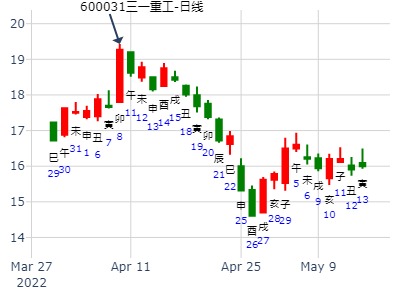 600031三一重工-日线
20
19
18
17
16
15
14
巳 29
午 30
未 31
申 1
丑 6
寅 7
卯 8
午 11
未 12
申 13
酉 14
戌 15
丑 18
寅 19
卯 20
辰 21
巳 22
申 25
酉 26
戌 27
亥 28
子 29
午 5
未 6
戌 9
亥 10
子 11
丑 12
寅 13
Mar 27
2022
Apr 11
Apr 25
May 9